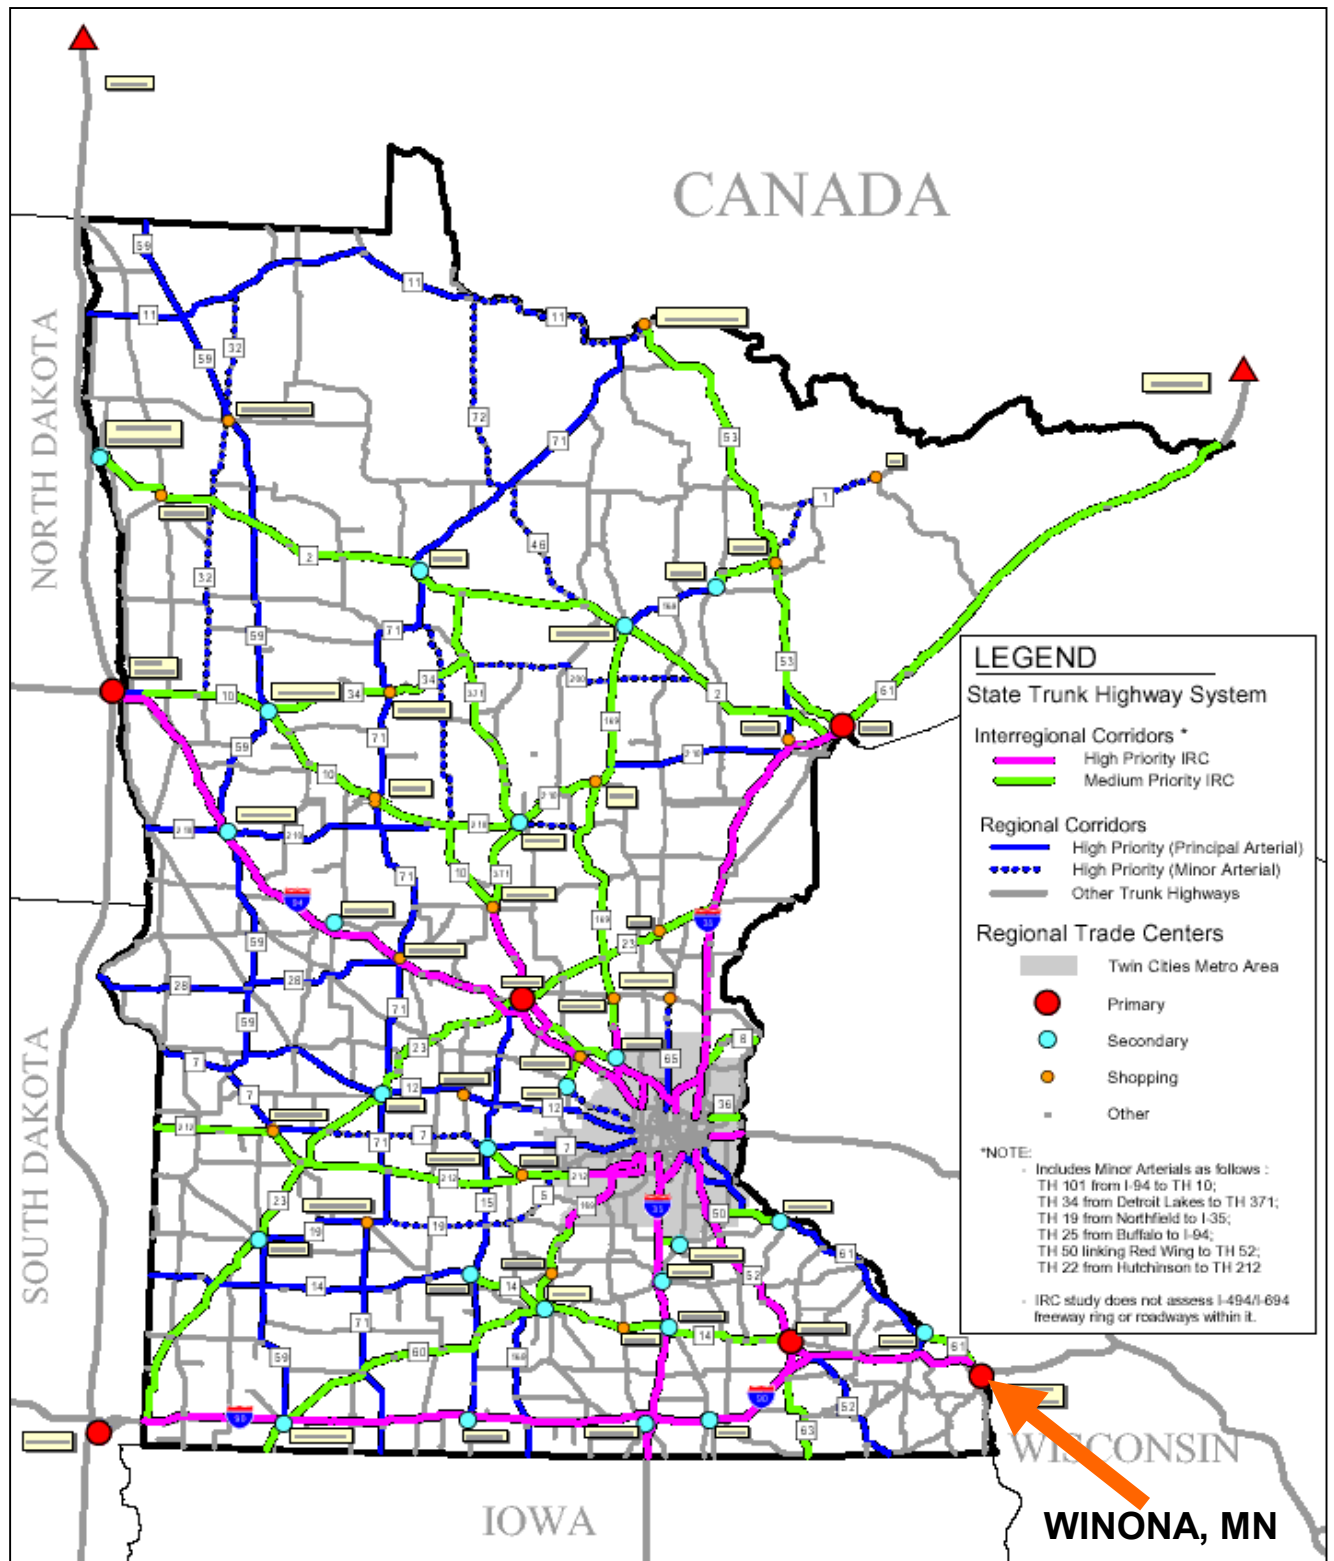 CANADA
59
11
11
11
32
59
NORTH DAKOTA
72
71
53
1
2
46
32
59
71
169
53
61
10
34
34
371
200
2
59
71
10
210
210
210
218
210
10
371
71
94
169
35
23
59
28
28
71
59
23
8
65
7
12
7
12
36
212
71
7
7
212
212
SOUTH DAKOTA
23
15
5
169
35
50
19
19
61
14
14
52
71
14
59
60
169
61
90
90
52
63
LEGEND
State Trunk Highway System
Interregional Corridors *
High Priority IRC
Medium Priority IRC
Regional Corridors
High Priority (Principal Arterial)
High Priority (Minor Arterial)
Other Trunk Highways
Regional Trade Centers
Twin Cities Metro Area
Primary
Secondary
Shopping
Other
*NOTE:
- Includes Minor Arterials as follows :
TH 101 from I-94 to TH 10;
TH 34 from Detroit Lakes to TH 371;
TH 19 from Northfield to I-35;
TH 25 from Buffalo to I-94;
TH 50 linking Red Wing to TH 52;
TH 22 from Hutchinson to TH 212
- IRC study does not assess I-494/I-694
freeway ring or roadways within it.
WISCONSIN
IOWA
WINONA, MN